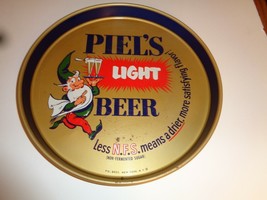 PIEL'S
LIGHT
BEER
Less N.F.S. means a drier, more satisfying flavor!
(NON-FERMENTED SUGAR)